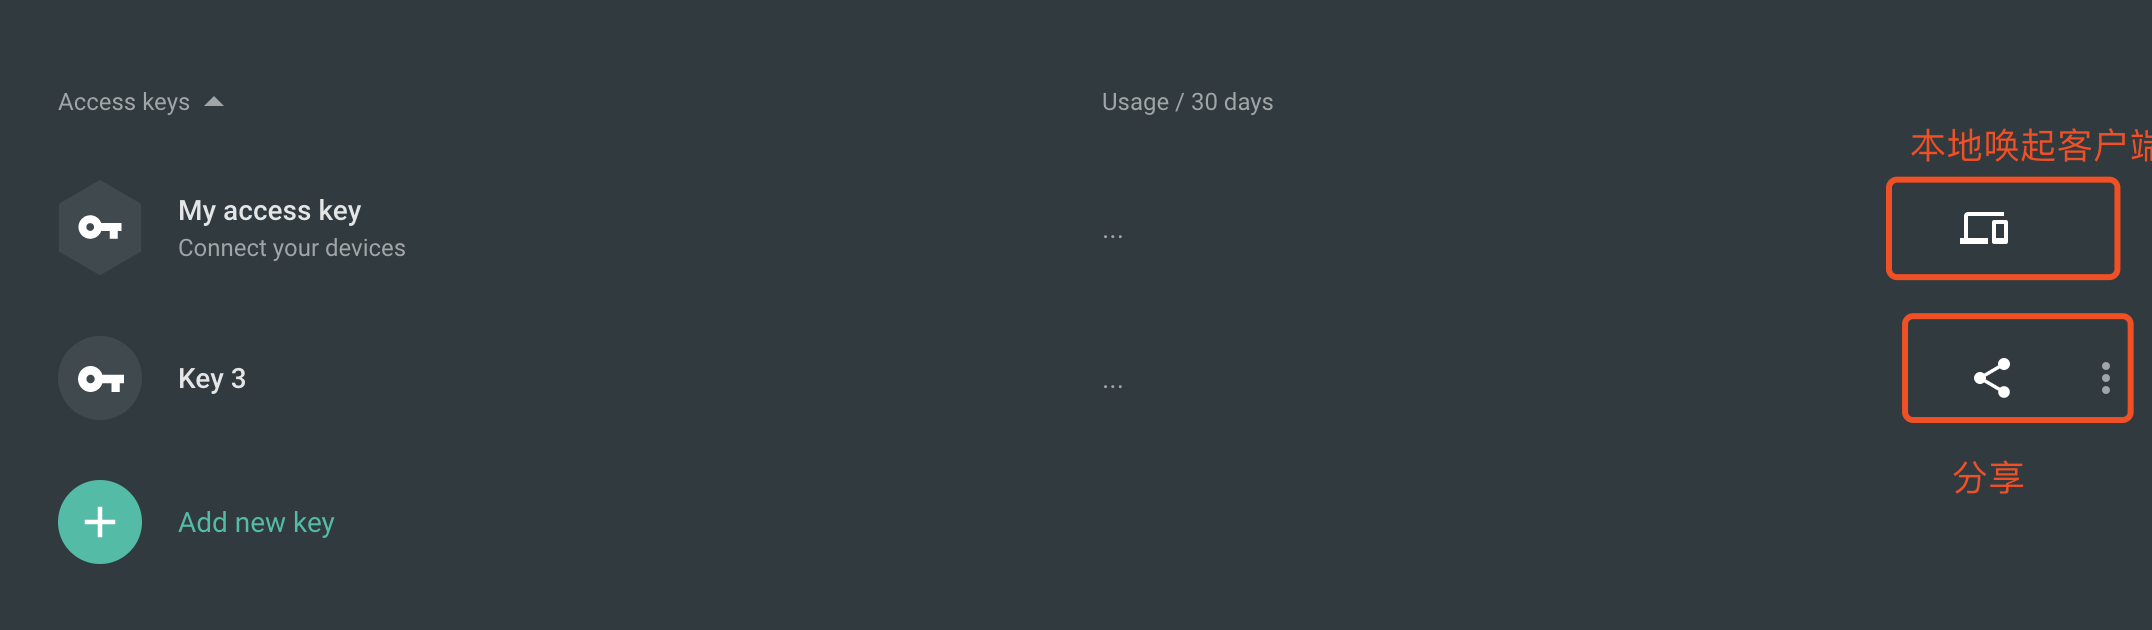 Access keys
Usage / 30 days
本地唤起客户端
My access key
Connect your devices
...
Key 3
...
分享
Add new key